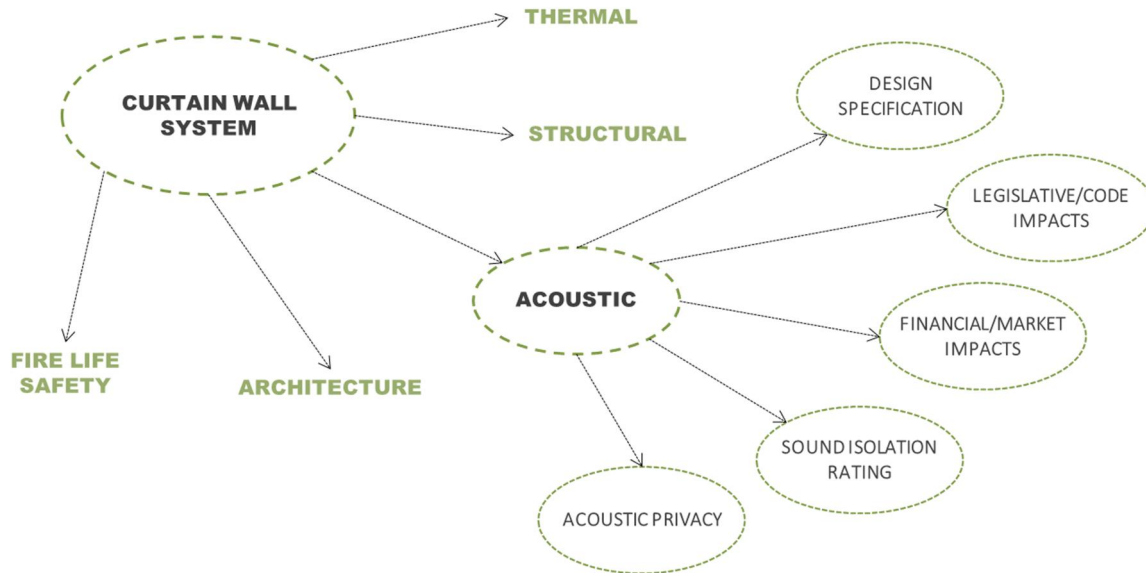 THERMAL
CURTAIN WALL
SYSTEM
STRUCTURAL
DESIGN
SPECIFICATION
LEGISLATIVE/CODE
IMPACTS
ACOUSTIC
FINANCIAL/MARKET
IMPACTS
FIRE LIFE
SAFETY
ARCHITECTURE
SOUND ISOLATION
RATING
ACOUSTIC PRIVACY